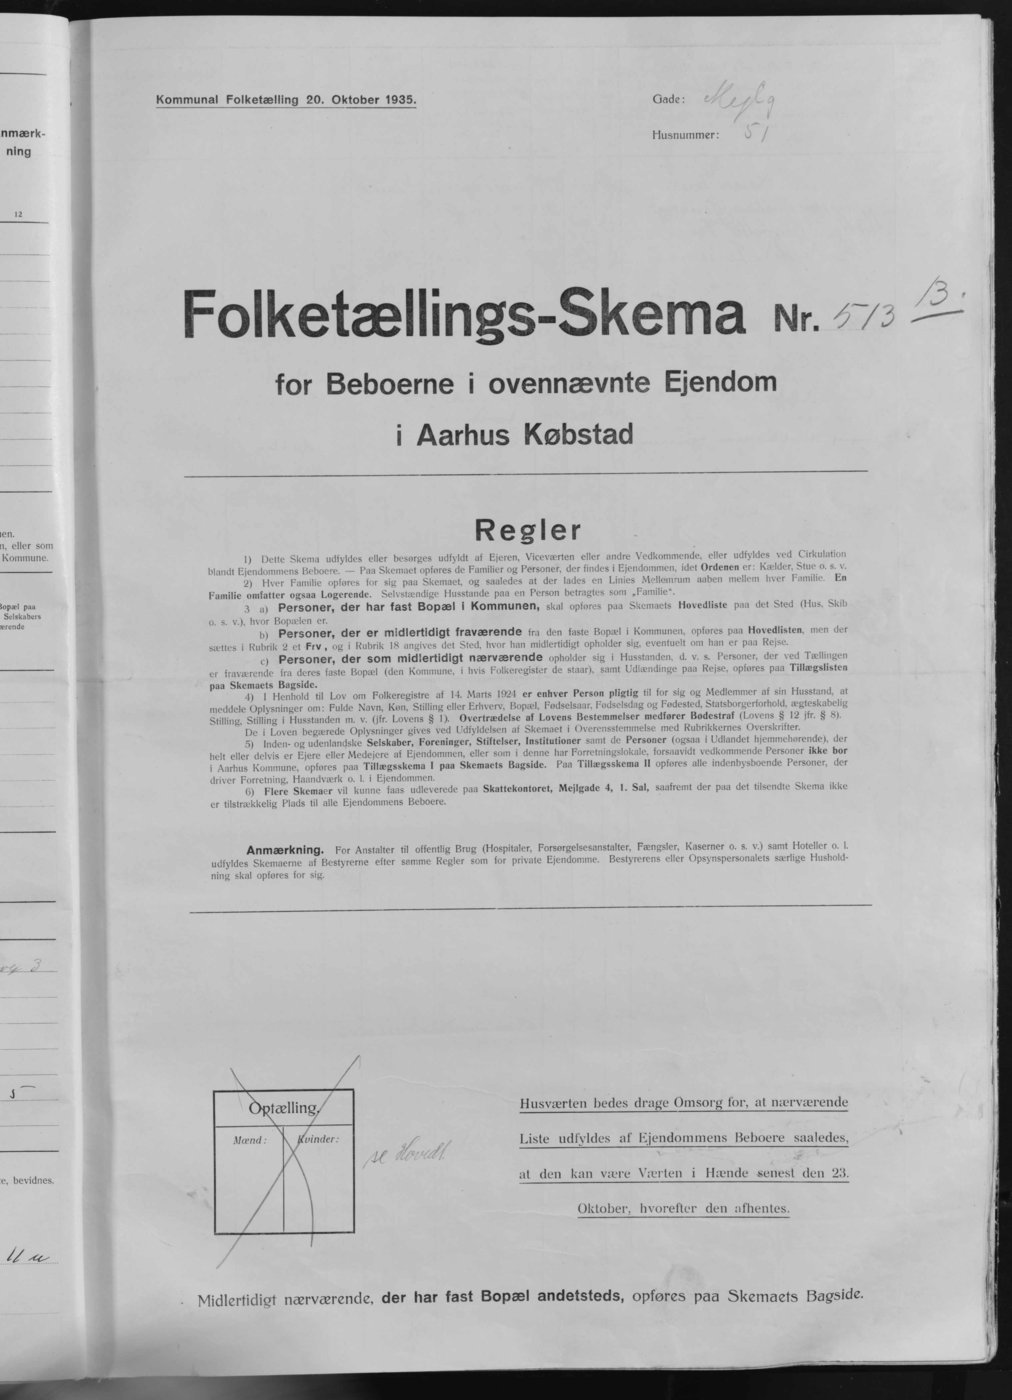 nmærk-
ning
12
en.
n, eller som
Kommune.
Bopæl paa
Selskabers
ærende
3
5
e, bevidnes.
Kommunal Folketælling 20. Oktober 1935.
Gade: Mejlg
Husnummer: 51
Folketællings-Skema Nr. 513 B.
for Beboerne i ovennævnte Ejendom
i Aarhus Købstad
Regler
1) Dette Skema udfyldes eller besørges udfyldt af Ejeren, Viceværten eller andre Vedkommende, eller udfyldes ved Cirkulation
blandt Ejendommens Beboere. — Paa Skemaet opføres de Familier og Personer, der findes i Ejendommen, idet Ordenen er: Kælder, Stue o. s. v.
2) Hver Familie opføres for sig paa Skemaet, og saaledes at der lades en Linies Mellemrum aaben mellem hver Familie. En
Familie omfatter ogsaa Logerende. Selvstændige Husstande paa en Person betragtes som „Familie“.
3 a) Personer, der har fast Bopæl i Kommunen, skal opføres paa Skemaets Hovedliste paa det Sted (Hus, Skib
o. s. v.), hvor Bopælen er.
b) Personer, der er midlertidigt fraværende fra den faste Bopæl i Kommunen, opføres paa Hovedlisten, men der
sættes i Rubrik 2 et Frv, og i Rubrik 18 angives det Sted, hvor han midlertidigt opholder sig, eventuelt om han er paa Rejse.
c) Personer, der som midlertidigt nærværende opholder sig i Husstanden, d. v. s. Personer, der ved Tællingen
er fraværende fra deres faste Bopæl (den Kommune, i hvis Folkeregister de staar), samt Udlændinge paa Rejse, opføres paa Tillægslisten
paa Skemaets Bagside.
4) I Henhold til Lov om Folkeregistre af 14. Marts 1924 er enhver Person pligtig til for sig og Medlemmer af sin Husstand, at
meddele Oplysninger om: Fulde Navn, Køn, Stilling eller Erhverv, Bopæl, Fødselsaar, Fødselsdag og Fødested, Statsborgerforhold, ægteskabelig
Stilling, Stilling i Husstanden m. v. (jfr. Lovens § 1). Overtrædelse af Lovens Bestemmelser medfører Bødestraf (Lovens § 12 jfr. § 8).
De i Loven begærede Oplysninger gives ved Udfyldelsen af Skemaet i Overensstemmelse med Rubrikkernes Overskrifter.
5) Inden- og udenlandske Selskaber, Foreninger, Stiftelser, Institutioner samt de Personer (ogsaa i Udlandet hjemmehørende), der
helt eller delvis er Ejere eller Medejere af Ejendommen, eller som i denne har Forretningslokale, forsaavidt vedkommende Personer ikke bor
i Aarhus Kommune, opføres paa Tillægsskema I paa Skemaets Bagside. Paa Tillægsskema II opføres alle indenbysboende Personer, der
driver Forretning, Haandværk o. l. i Ejendommen.
6) Flere Skemaer vil kunne faas udleverede paa Skattekontoret, Mejlgade 4, 1. Sal, saafremt der paa det tilsendte Skema ikke
er tilstrækkelig Plads til alle Ejendommens Beboere.
Anmærkning. For Anstalter til offentlig Brug (Hospitaler, Forsørgelsesanstalter, Fængsler, Kaserner o. s. v.) samt Hoteller o. l.
udfyldes Skemaerne af Bestyrerne efter samme Regler som for private Ejendomme. Bestyrerens eller Opsynspersonalets særlige Hushold-
ning skal opføres for sig.
Optælling.
Mænd: Kvinder:
se Hovedl.
Husværten bedes drage Omsorg for, at nærværende
Liste udfyldes af Ejendommens Beboere saaledes,
at den kan være Værten i Hænde senest den 23.
Oktober, hvorefter den afhentes.
Midlertidigt nærværende, der har fast Bopæl andetsteds, opføres paa Skemaets Bagside.